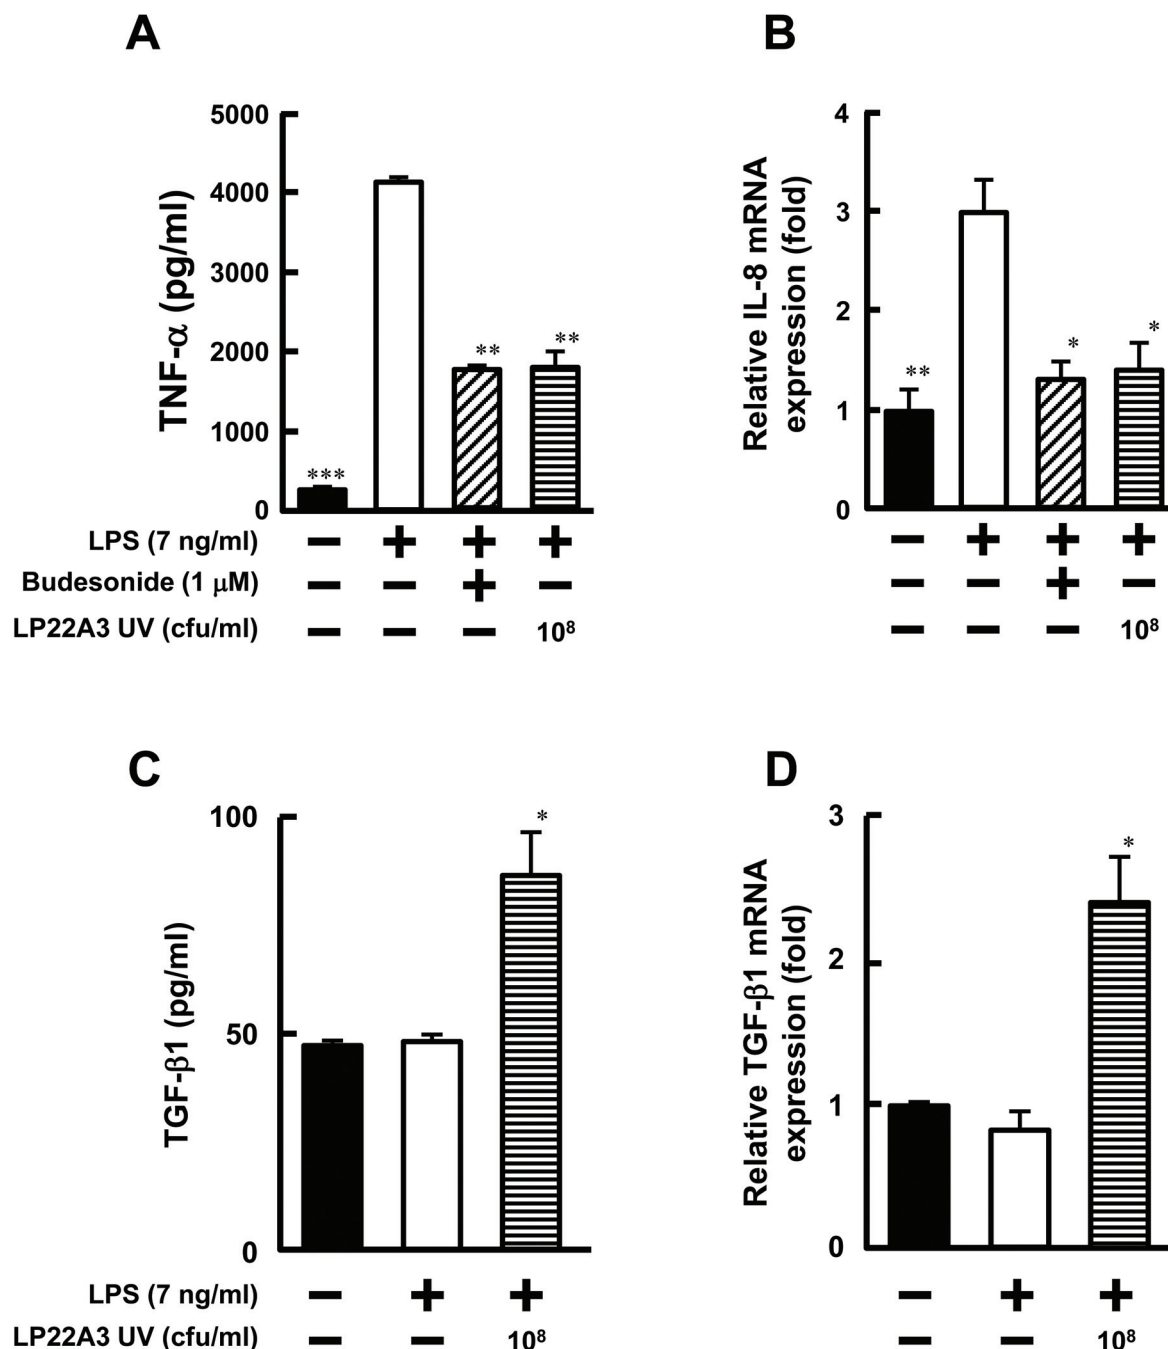 A
TNF-α (pg/ml)
5000
4000
3000
2000
1000
0
***
**
**
LPS (7 ng/ml) — + + +
Budesonide (1 μM) — — + —
LP22A3 UV (cfu/ml) — — — 10⁸
B
Relative IL-8 mRNA
expression (fold)
4
3
2
1
0
**
*
*
— + + +
— — + —
— — — 10⁸
C
TGF-β1 (pg/ml)
100
50
0
*
LPS (7 ng/ml) — + +
LP22A3 UV (cfu/ml) — — 10⁸
D
Relative TGF-β1 mRNA
expression (fold)
3
2
1
0
*
— + +
— — 10⁸